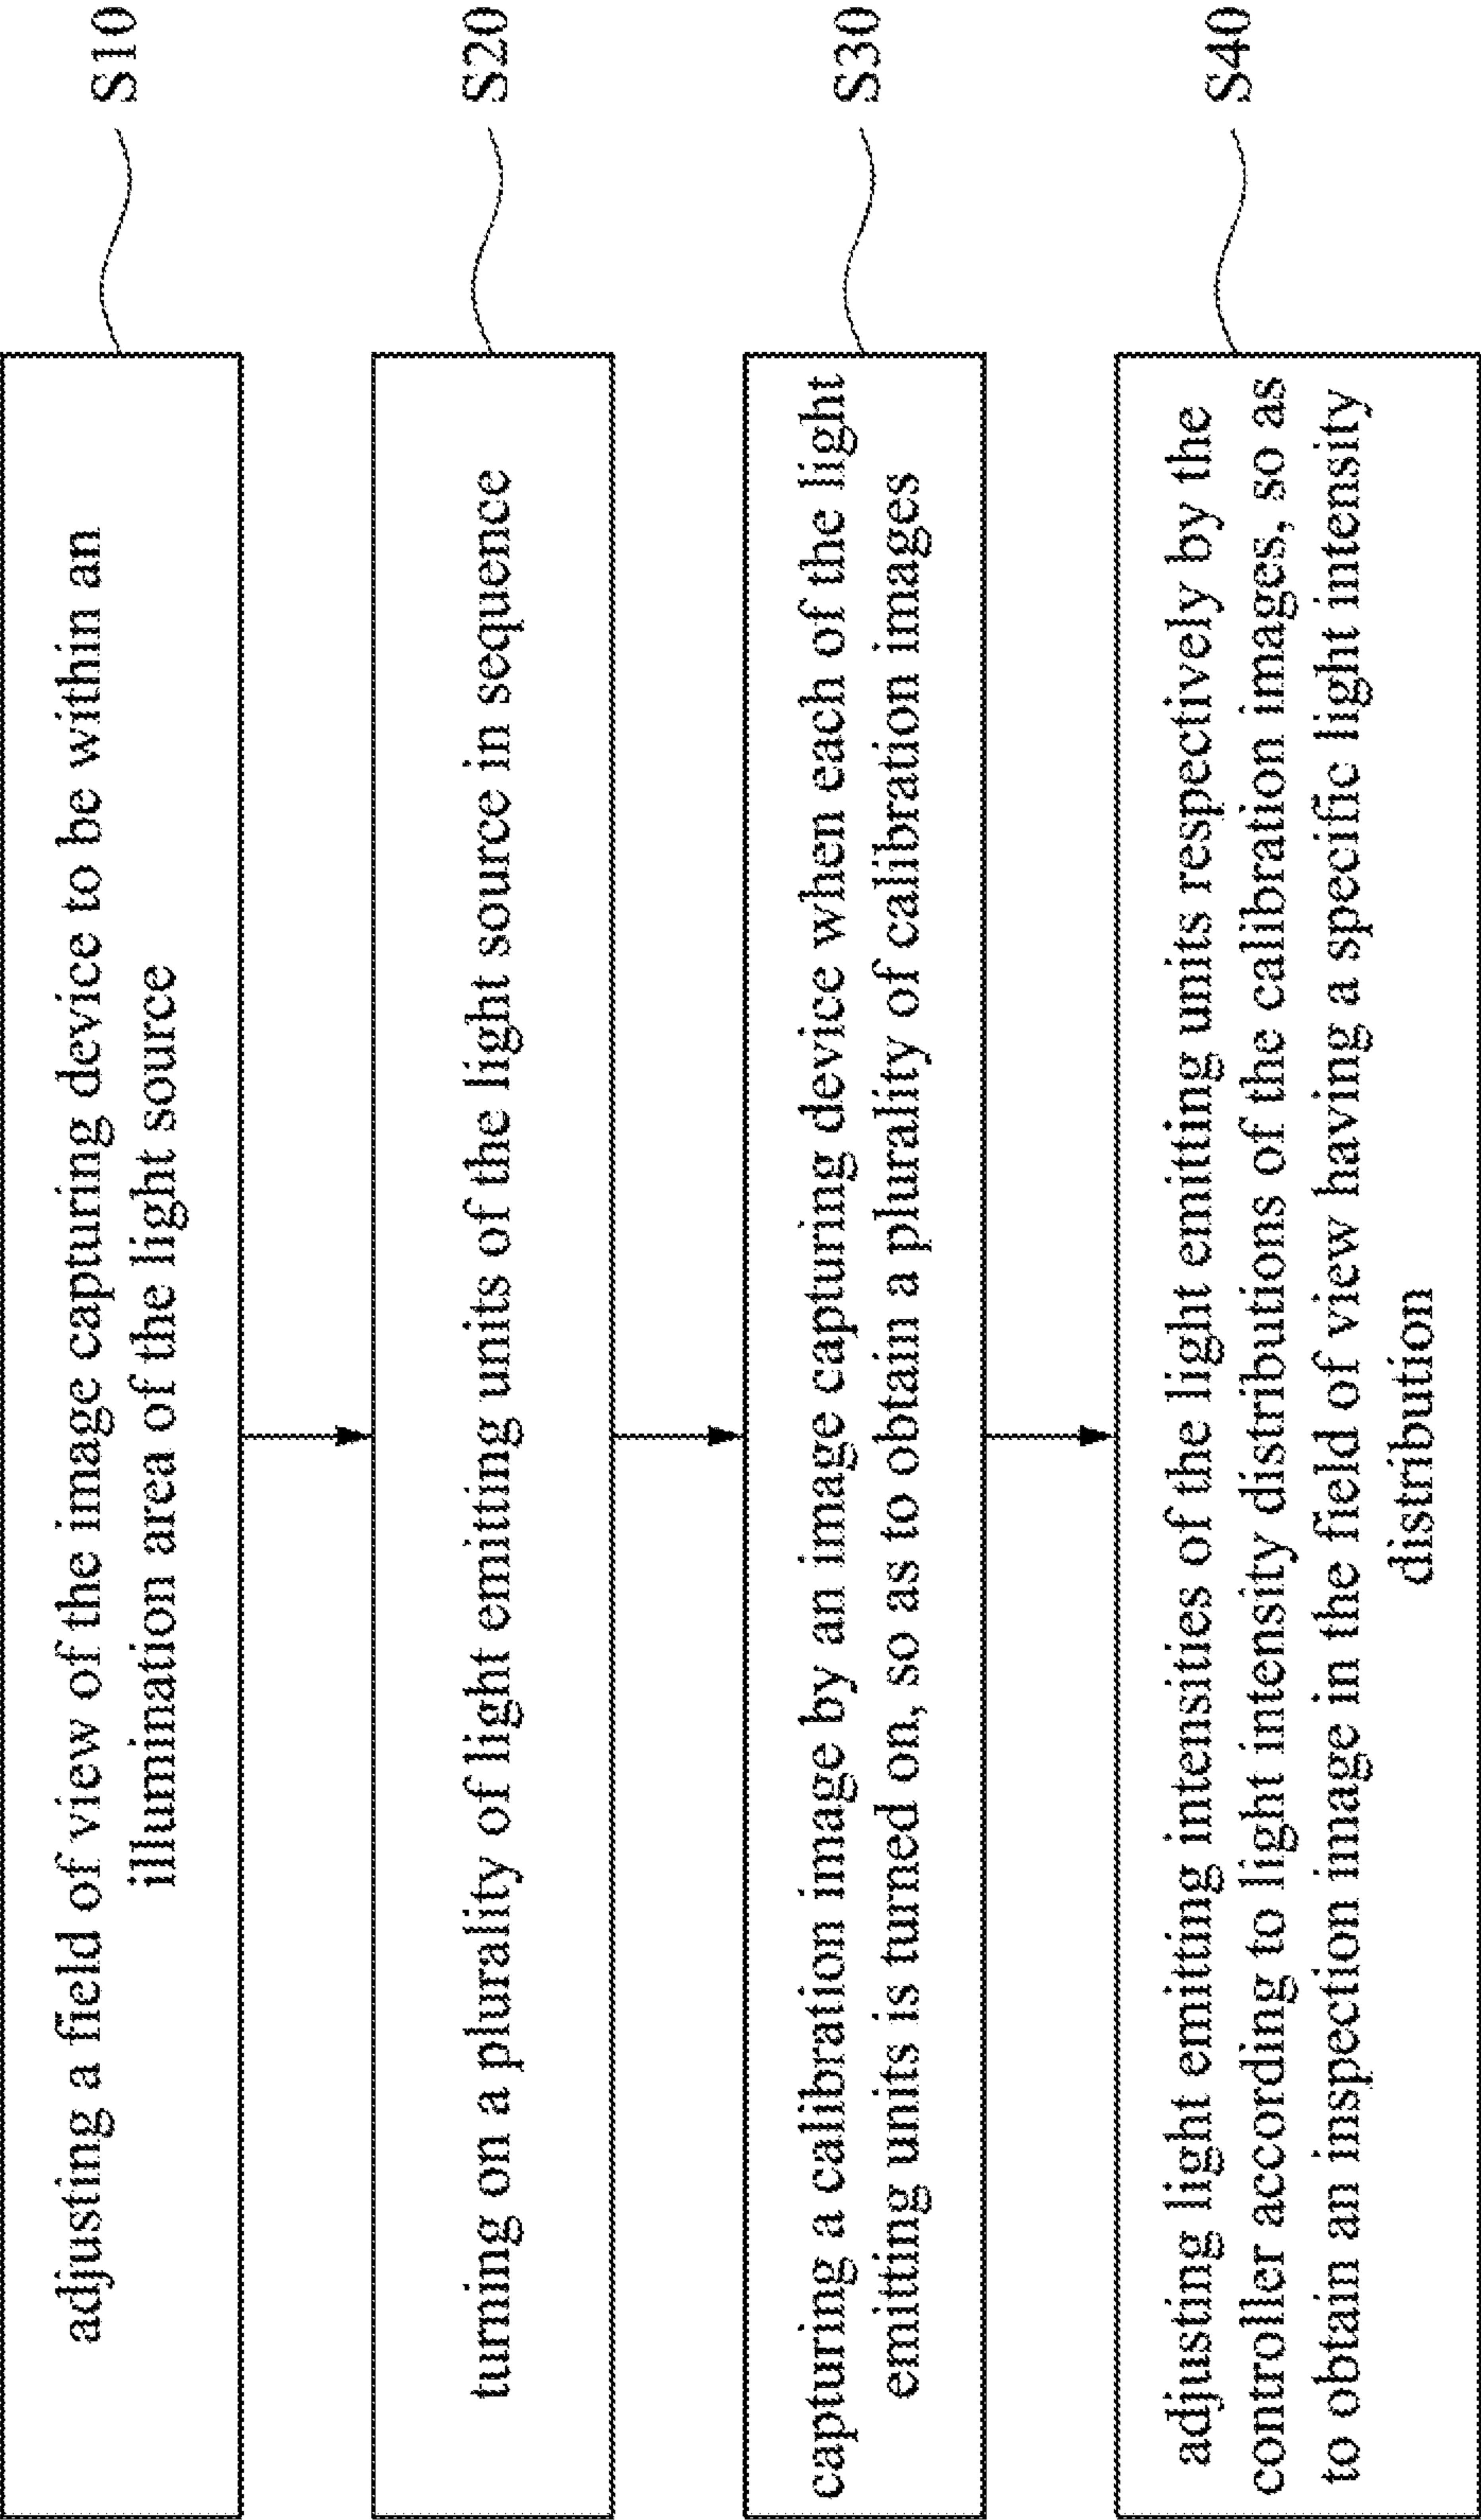 adjusting a field of view of the image capturing device to be within an
illumination area of the light source
S10
turning on a plurality of light emitting units of the light source in sequence
S20
capturing a calibration image by an image capturing device when each of the light
emitting units is turned on, so as to obtain a plurality of calibration images
S30
adjusting light emitting intensities of the light emitting units respectively by the
controller according to light intensity distributions of the calibration images, so as
to obtain an inspection image in the field of view having a specific light intensity
distribution
S40